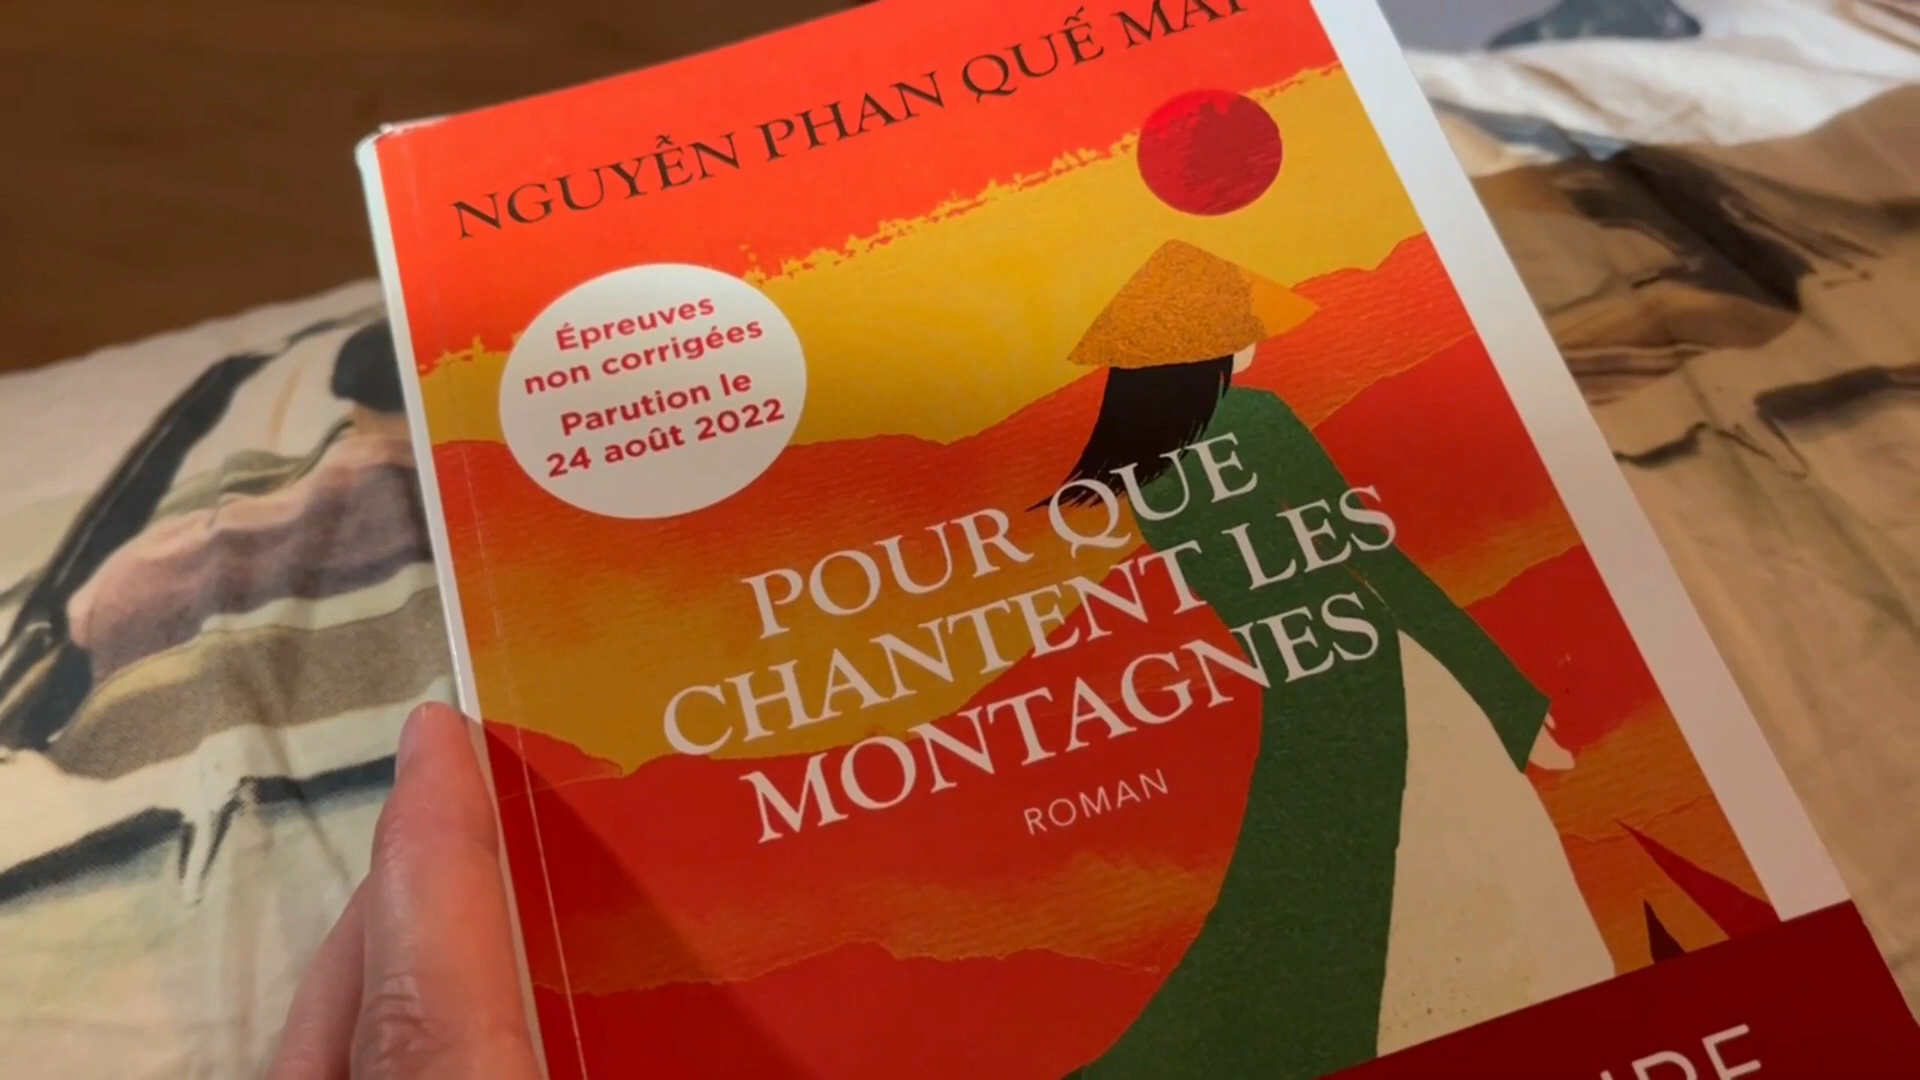 NGUYỄN PHAN QUẾ MAI
Épreuves
non corrigées
Parution le
24 août 2022
POUR QUE
CHANTENT LES
MONTAGNES
ROMAN